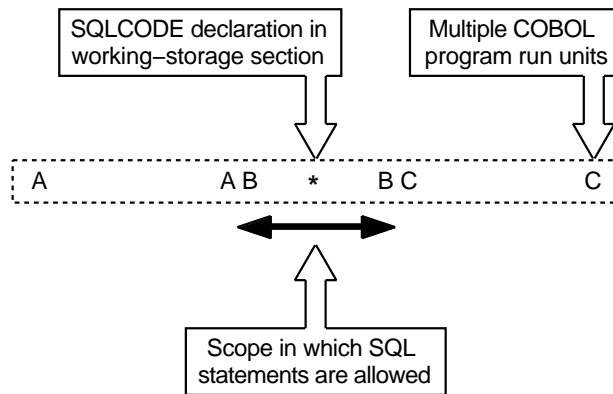 SQLCODE declaration in
working–storage section
Multiple COBOL
program run units
A A B * B C C
Scope in which SQL
statements are allowed